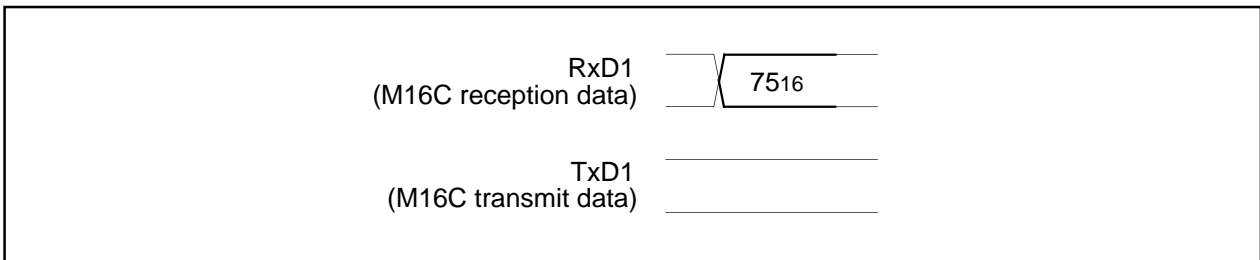 RxD1
(M16C reception data)
7516
TxD1
(M16C transmit data)